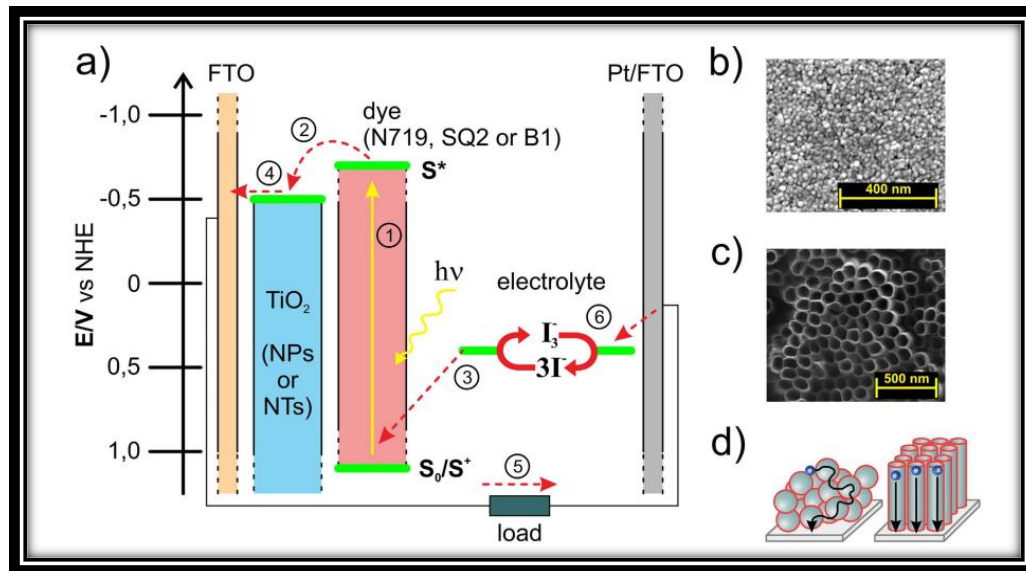 a)
FTO
Pt/FTO
E/V vs NHE
-1,0
-0,5
0
0,5
1,0
dye
(N719, SQ2 or B1)
②
④
S*
①
TiO₂
(NPs
or
NTs)
hν
electrolyte
⑥
I₃⁻
3I⁻
③
S₀/S⁺
⑤
load
b)
400 nm
c)
500 nm
d)